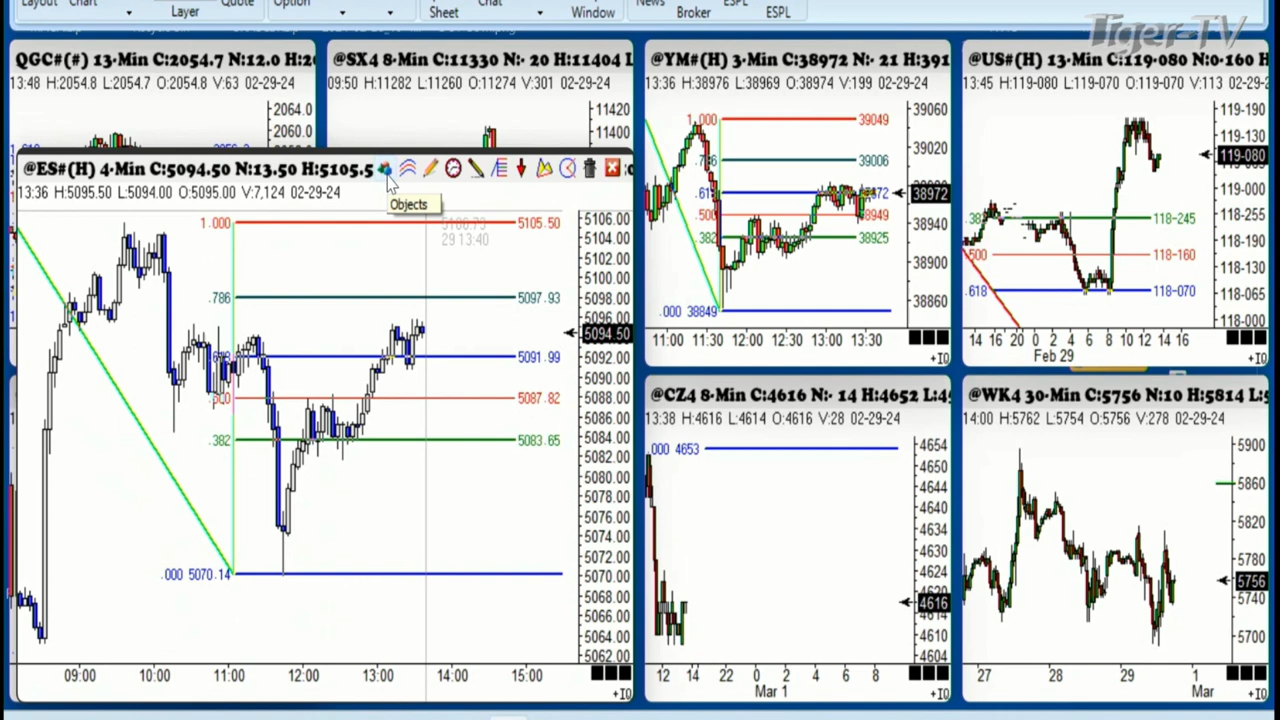 Layout Chart
Layer
Quote
Option
Sheet
Chat
Window
News
Broker
ESPL
ESPL
Tiger-TV
QGC#(#) 13-Min C:2054.7 N:12.0
13:48 H:2054.8 L:2054.7 O:2054.8 V:63 02-29-24
2064.0
2060.0
@SX4 8-Min C:11330 N:- 20 H:11404
09:50 H:11282 L:11260 O:11274 V:301 02-29-24
11420
11400
@YM#(H) 3-Min C:38972 N:- 21 H:391
13:36 H:38976 L:38969 O:38974 V:199 02-29-24
1.000 39049
.786 39006
.500 38949
.382 38925
.000 38849
39060
39020
38972
38940
38900
38860
11:00 11:30 12:00 12:30 13:00 13:30
+IQ
@US#(H) 13-Min C:119-080 N:0-160 H
13:45 H:119-080 L:119-070 O:119-070 V:113 02-29-24
118-245
.500 118-160
.618 118-070
119-190
119-130
119-080
119-000
118-255
118-190
118-130
118-065
118-000
14 16 20 0 2 4 6 8 10 12 14 16
Feb 29
+IQ
@ES#(H) 4-Min C:5094.50 N:13.50 H:5105.5
13:36 H:5095.50 L:5094.00 O:5095.00 V:7,124 02-29-24
Objects
29 13:40
1.000 5105.50
.786 5097.93
5091.99
5087.82
.382 5083.65
.000 5070.14
5106.00
5104.00
5102.00
5100.00
5098.00
5096.00
5094.50
5092.00
5090.00
5088.00
5086.00
5084.00
5082.00
5080.00
5078.00
5076.00
5074.00
5072.00
5070.00
5068.00
5066.00
5064.00
5062.00
09:00 10:00 11:00 12:00 13:00 14:00 15:00
+IQ
@CZ4 8-Min C:4616 N:- 14 H:4652
13:38 H:4616 L:4614 O:4616 V:28 02-29-24
.000 4653
4654
4650
4644
4640
4634
4630
4624
4620
4616
4610
4604
12 14 22 0 2 4 6 8
Mar 1
+IQ
@WK4 30-Min C:5756 N:10 H:5814
14:00 H:5762 L:5754 O:5756 V:278 02-29-24
5900
5860
5820
5780
5756
5740
5700
27 28 29 1
Mar
+IQ